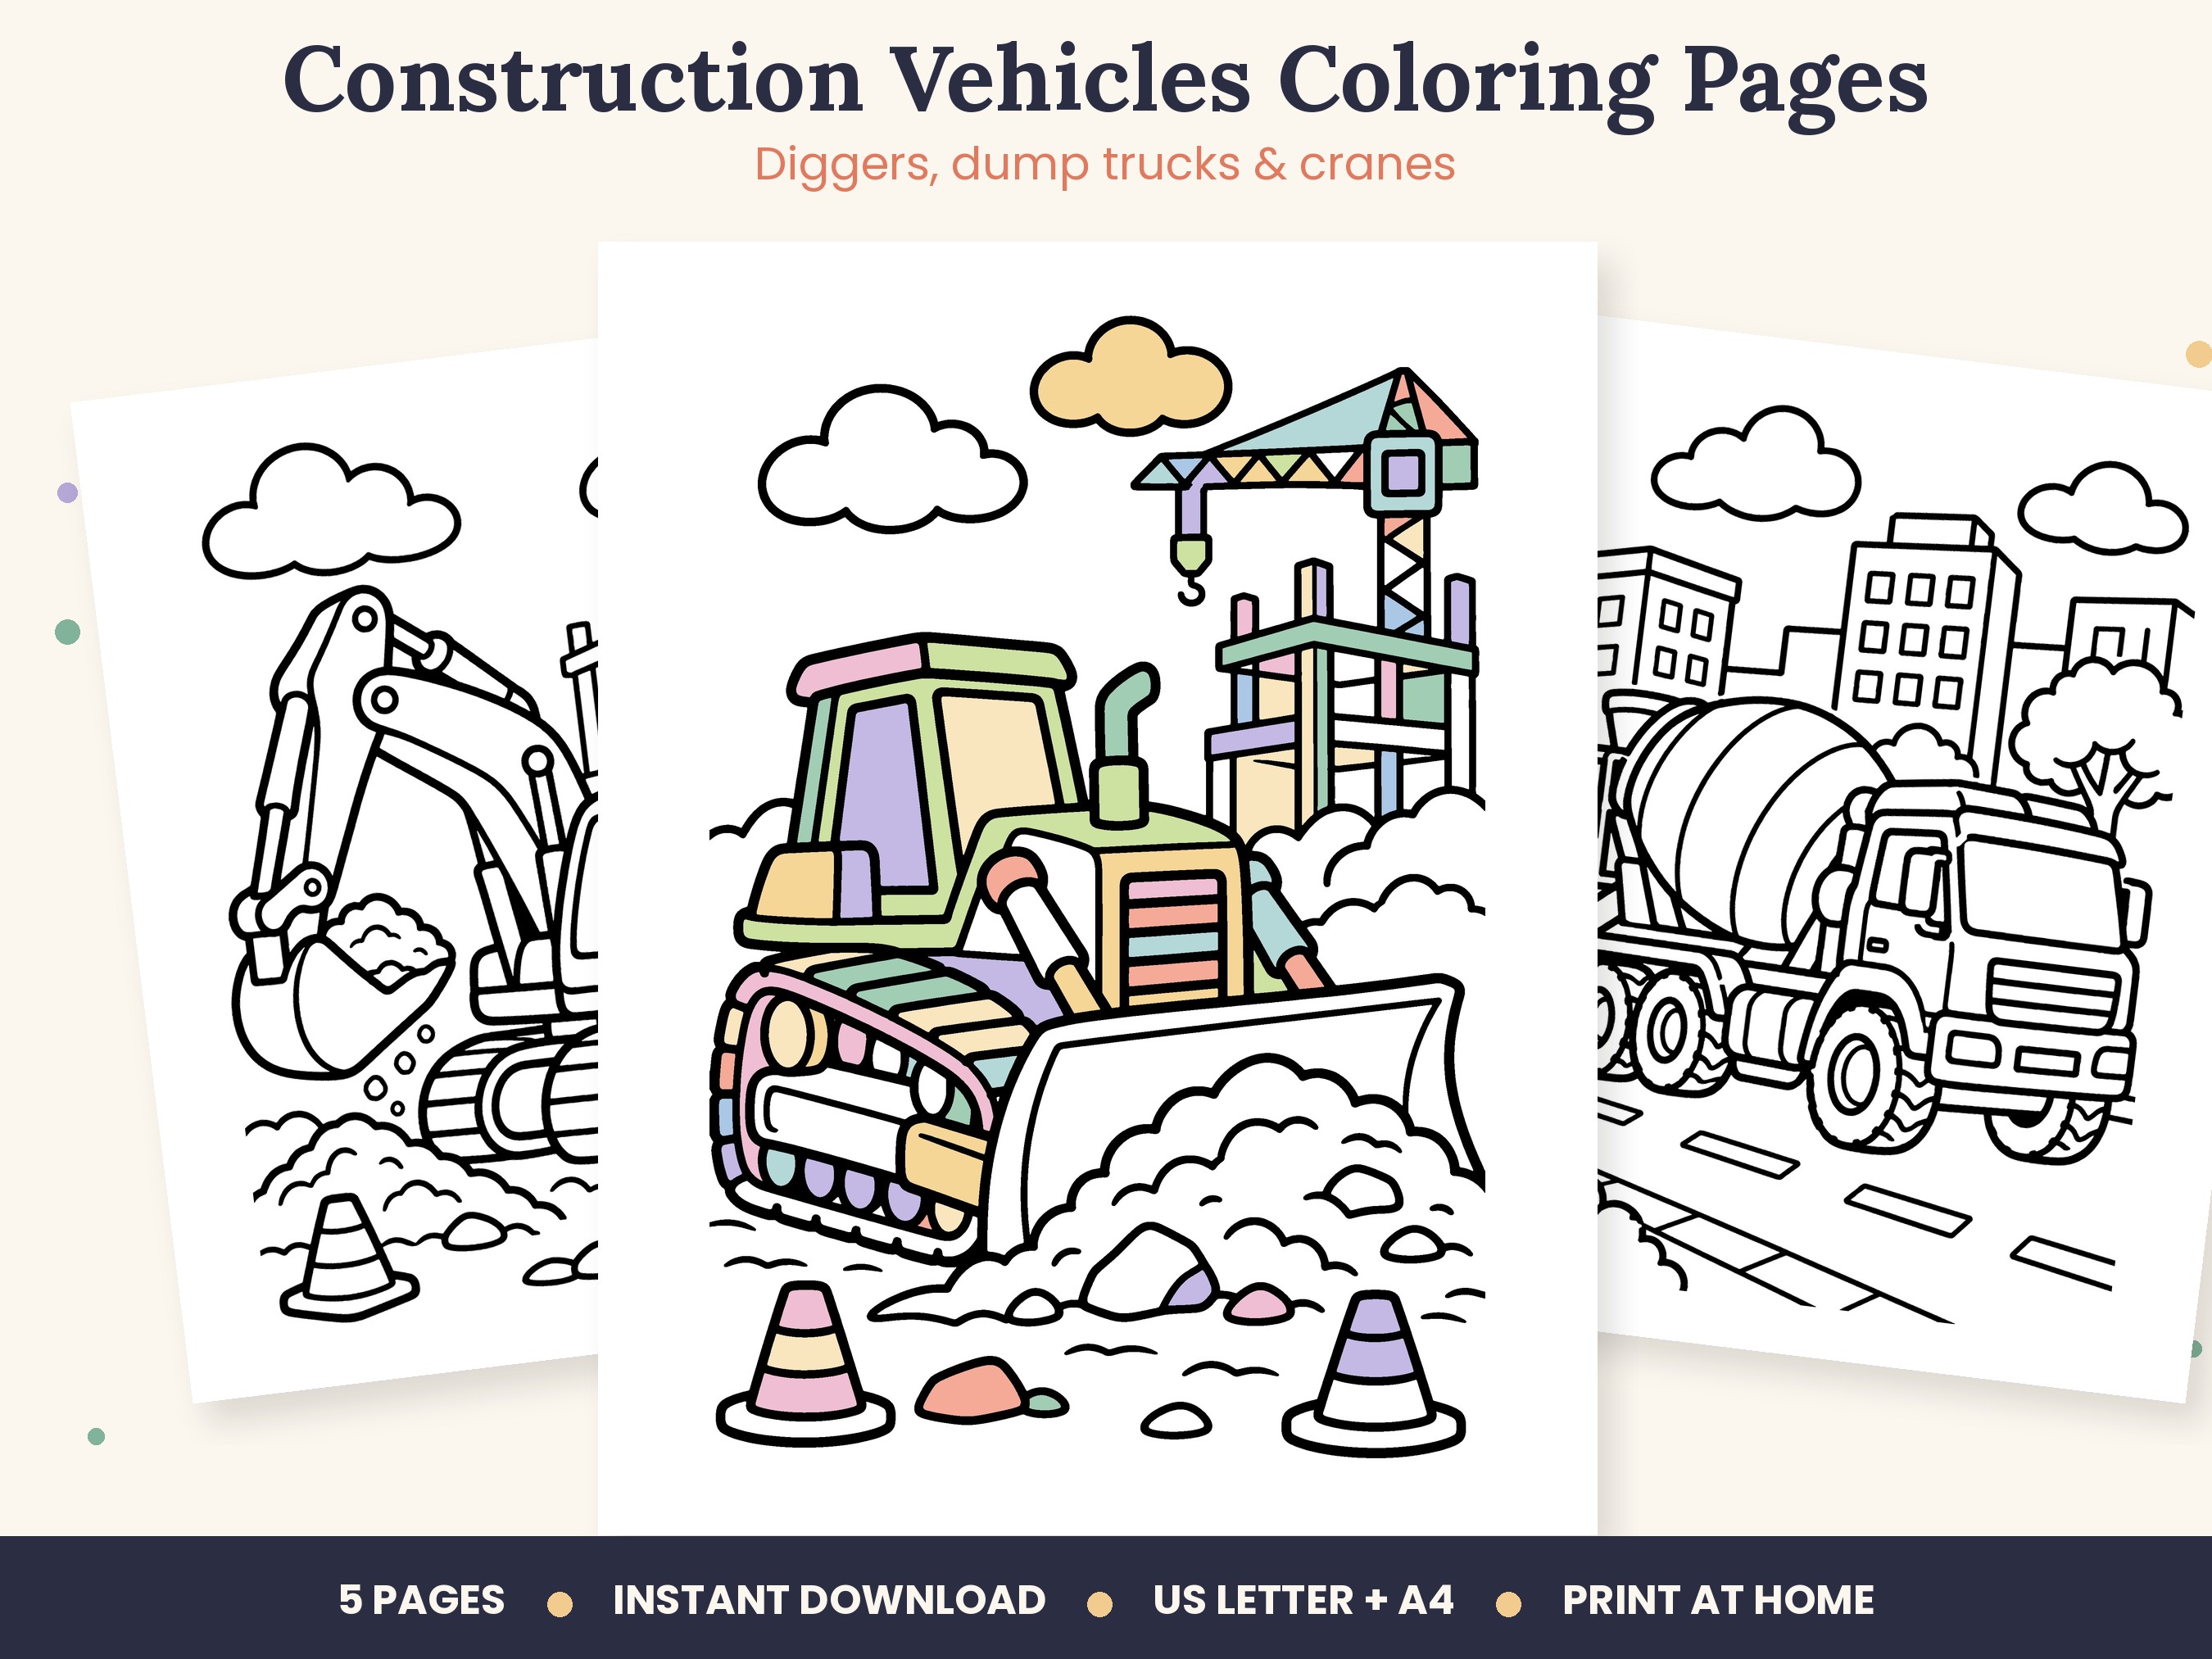 Construction Vehicles Coloring Pages
Diggers, dump trucks & cranes
5 PAGES ● INSTANT DOWNLOAD ● US LETTER + A4 ● PRINT AT HOME